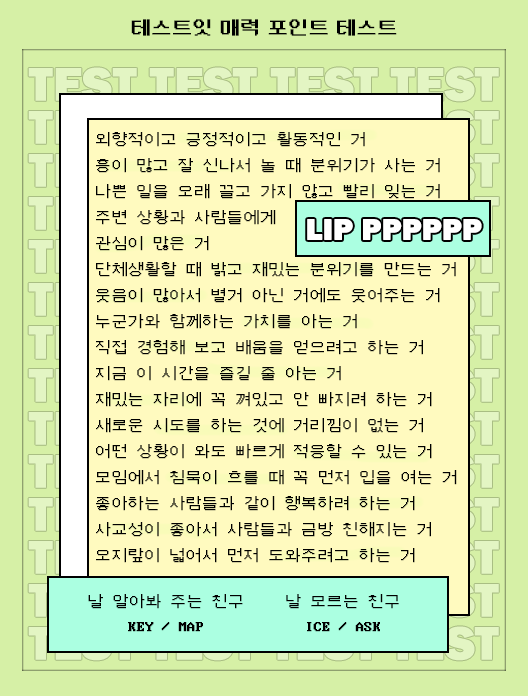 테스트잇 매력 포인트 테스트
TEST TEST TEST TEST
외향적이고 긍정적이고 활동적인 거
흥이 많고 잘 신나서 놀 때 분위기가 사는 거
나쁜 일을 오래 끌고 가지 않고 빨리 잊는 거
주변 상황과 사람들에게
LIP PPPPPP
관심이 많은 거
단체생활할 때 밝고 재밌는 분위기를 만드는 거
웃음이 많아서 별거 아닌 거에도 웃어주는 거
누군가와 함께하는 가치를 아는 거
직접 경험해 보고 배움을 얻으려고 하는 거
지금 이 시간을 즐길 줄 아는 거
재밌는 자리에 꼭 껴있고 안 빠지려 하는 거
새로운 시도를 하는 것에 거리낌이 없는 거
어떤 상황이 와도 빠르게 적응할 수 있는 거
모임에서 침묵이 흐를 때 꼭 먼저 입을 여는 거
좋아하는 사람들과 같이 행복하려 하는 거
사교성이 좋아서 사람들과 금방 친해지는 거
오지랖이 넓어서 먼저 도와주려고 하는 거
날 알아봐 주는 친구 날 모르는 친구
KEY / MAP ICE / ASK